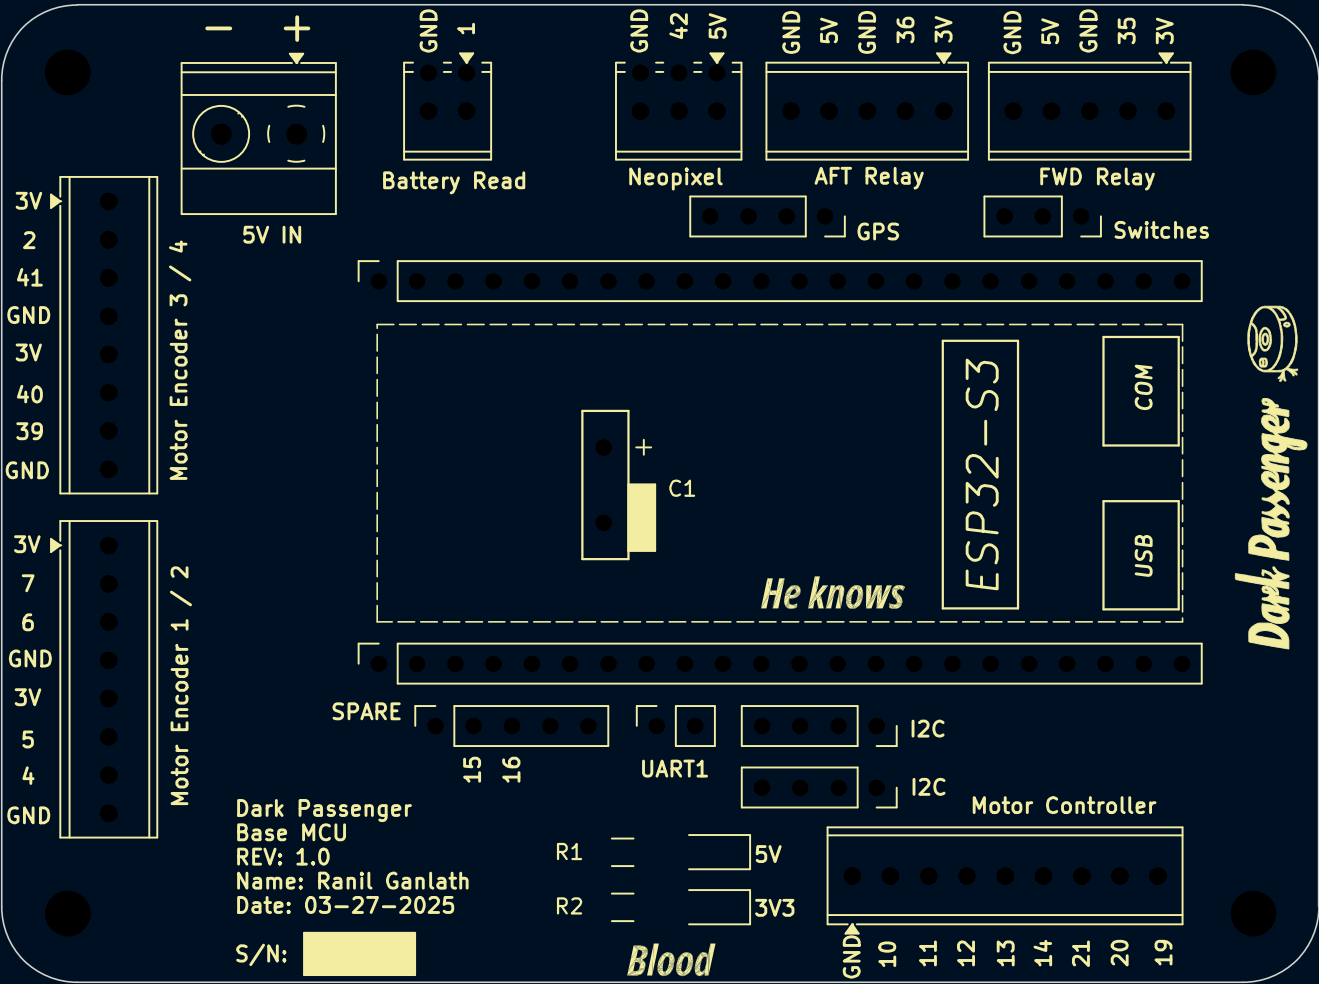 - +
GND 1
GND 42 5V
GND 5V GND 36 3V
GND 5V GND 35 3V
Battery Read
Neopixel
AFT Relay
FWD Relay
5V IN
GPS
Switches
3V
2
41
GND
3V
40
39
GND
Motor Encoder 3 / 4
+
C1
ESP32-S3
COM
USB
He knows
Dark Passenger
3V
7
6
GND
3V
5
4
GND
Motor Encoder 1 / 2
SPARE
15 16
UART1
I2C
I2C
Dark Passenger
Base MCU
REV: 1.0
Name: Ranil Ganlath
Date: 03-27-2025
S/N:
R1
5V
R2
3V3
Blood
Motor Controller
GND 10 11 12 13 14 21 20 19